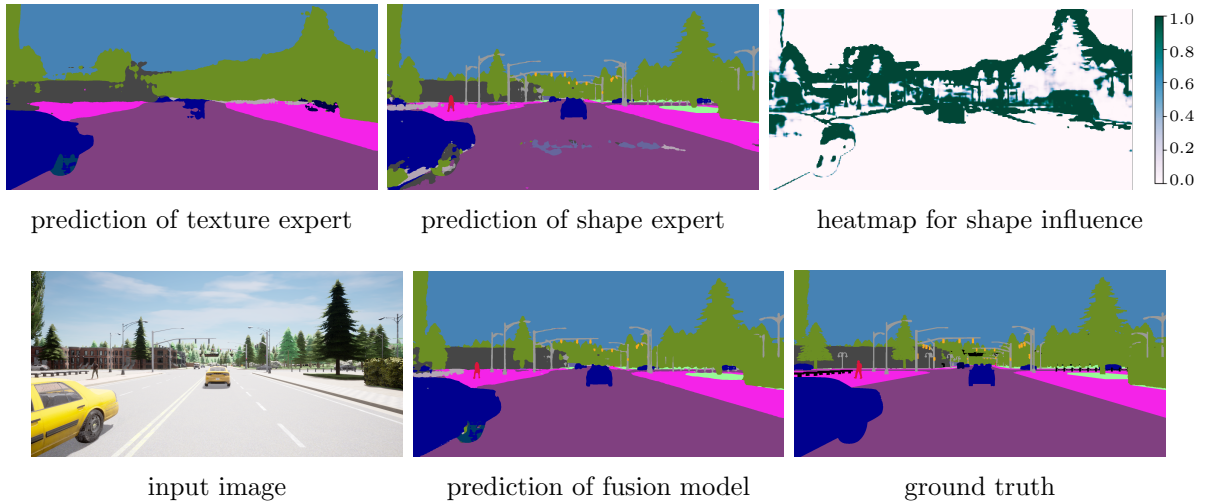 1.0
0.8
0.6
0.4
0.2
0.0
prediction of texture expert
prediction of shape expert
heatmap for shape influence
input image
prediction of fusion model
ground truth